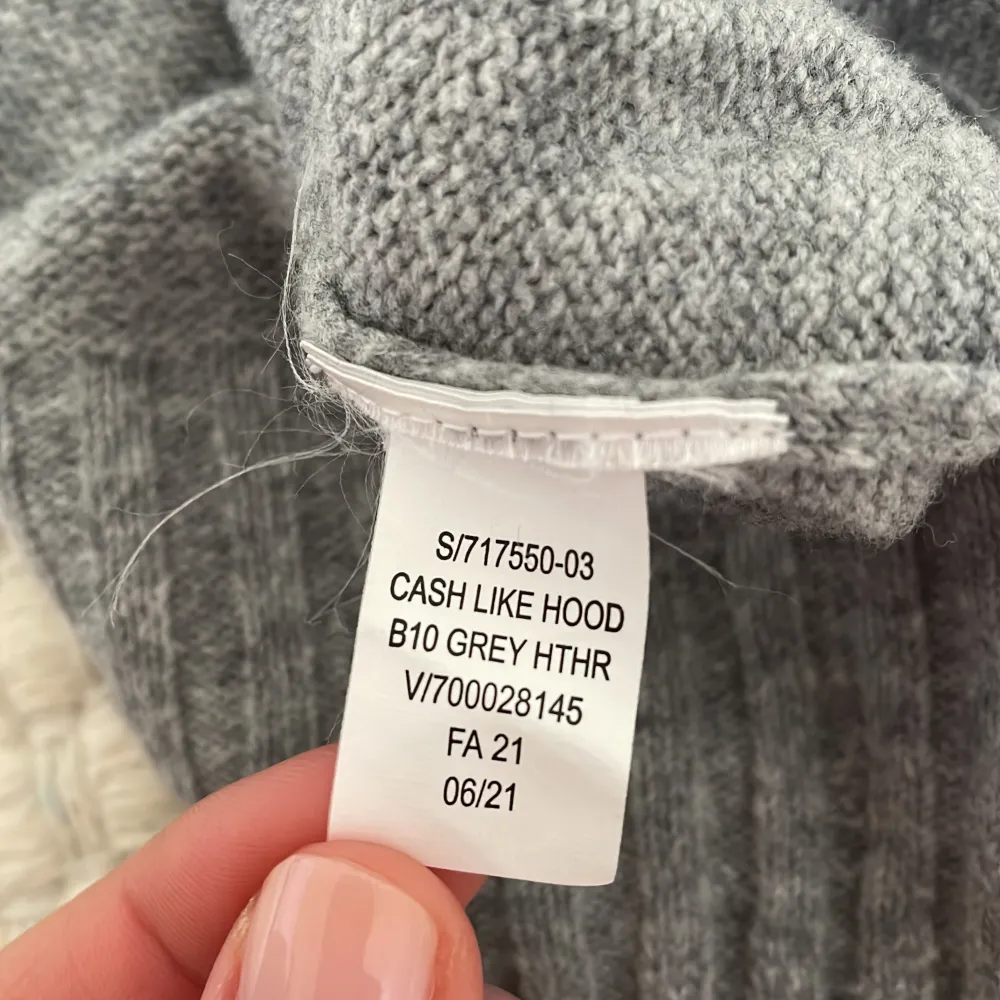 S/717550-03
CASH LIKE HOOD
B10 GREY HTHR
V/700028145
FA 21
06/21